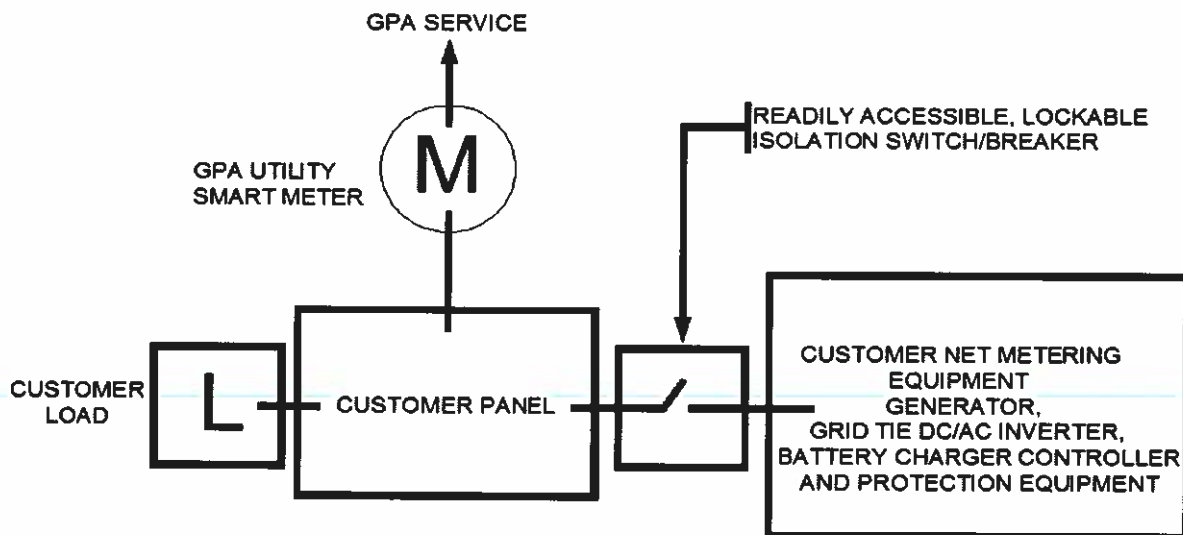 GPA SERVICE
READILY ACCESSIBLE, LOCKABLE
ISOLATION SWITCH/BREAKER
M
GPA UTILITY
SMART METER
CUSTOMER
LOAD
L
CUSTOMER PANEL
CUSTOMER NET METERING
EQUIPMENT
GENERATOR,
GRID TIE DC/AC INVERTER,
BATTERY CHARGER CONTROLLER
AND PROTECTION EQUIPMENT